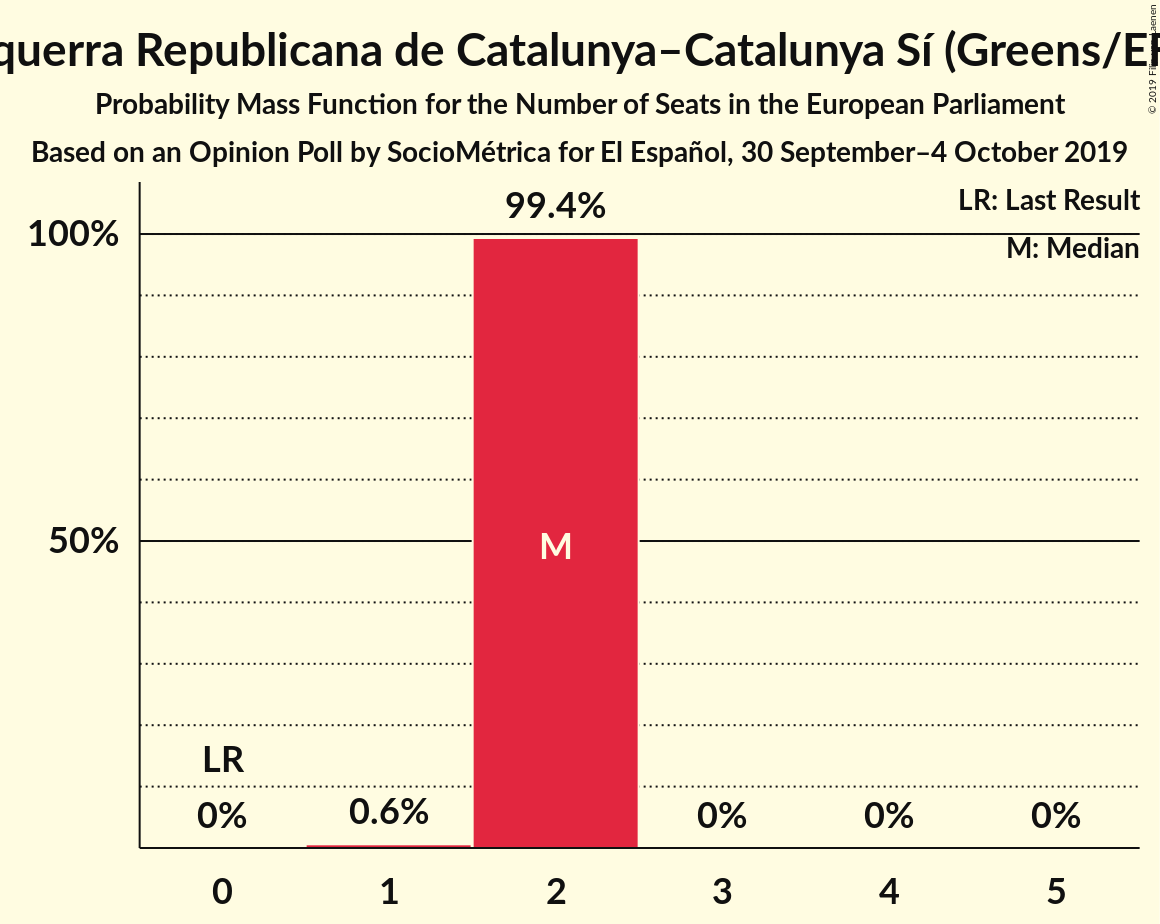 querra Republicana de Catalunya–Catalunya Sí (Greens/E
Probability Mass Function for the Number of Seats in the European Parliament
Based on an Opinion Poll by SocioMétrica for El Español, 30 September–4 October 2019
© 2019
LR: Last Result
M: Median
99.4%
100%
50%
M
LR
0%
0.6%
0%
0%
0%
0
1
2
3
4
5